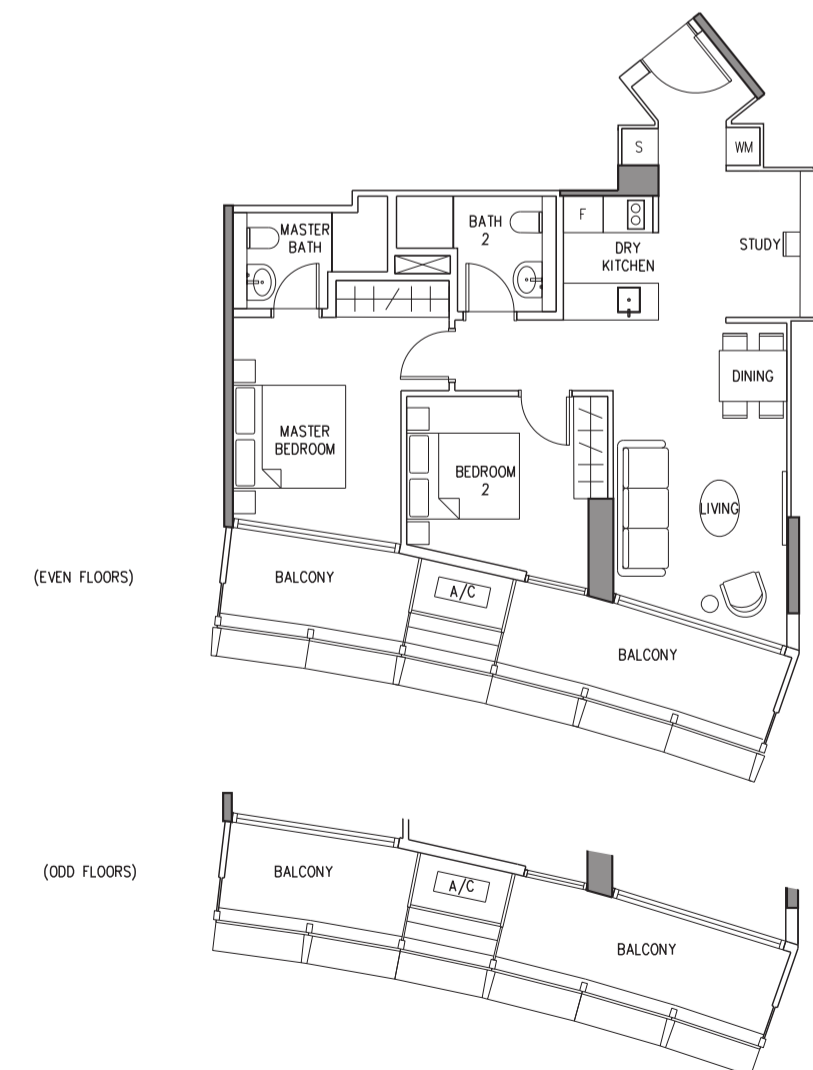 S
WM
F
MASTER
BATH
BATH
2
DRY
KITCHEN
STUDY
DINING
MASTER
BEDROOM
BEDROOM
2
LIVING
(EVEN FLOORS)
BALCONY
A/C
BALCONY
(ODD FLOORS)
BALCONY
A/C
BALCONY